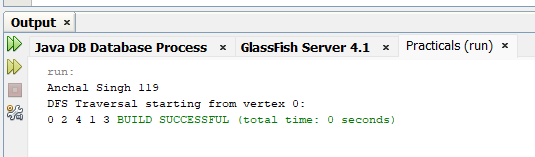 Output ×
Java DB Database Process × GlassFish Server 4.1 × Practicals (run) ×
run:
Anchal Singh 119
DFS Traversal starting from vertex 0:
0 2 4 1 3 BUILD SUCCESSFUL (total time: 0 seconds)